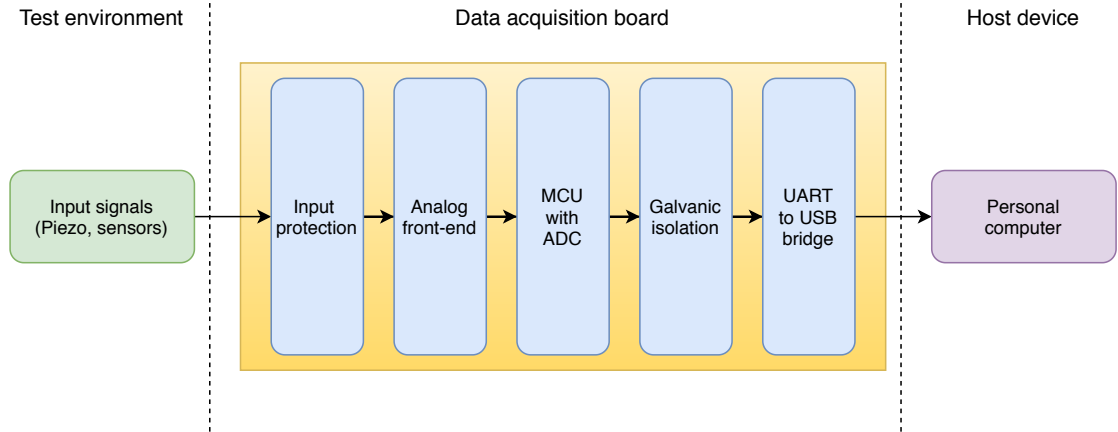 Test environment
Data acquisition board
Host device
Input signals
(Piezo, sensors)
Input
protection
Analog
front-end
MCU
with
ADC
Galvanic
isolation
UART
to USB
bridge
Personal
computer